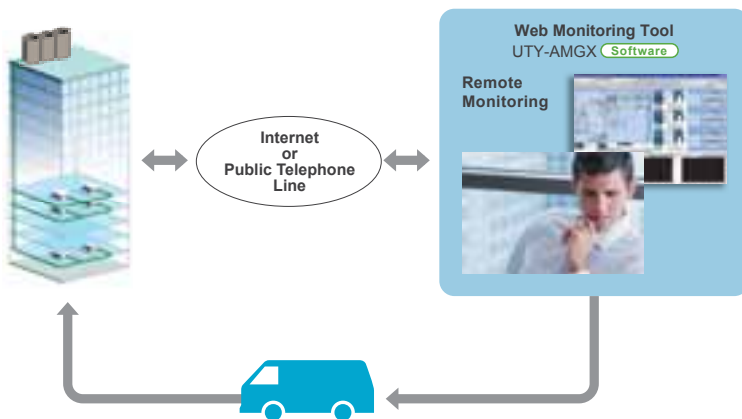 Web Monitoring Tool
UTY-AMGX Software
Remote
Monitoring
Internet
or
Public Telephone
Line